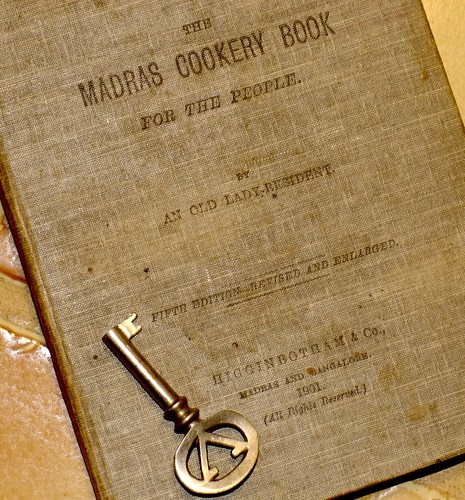 THE
MADRAS COOKERY BOOK
FOR THE PEOPLE.
BY
AN OLD LADY-RESIDENT.
FIFTH EDITION, REVISED AND ENLARGED.
HIGGINBOTHAM & Co.,
MADRAS AND BANGALORE.
1901.
(All Rights Reserved.)